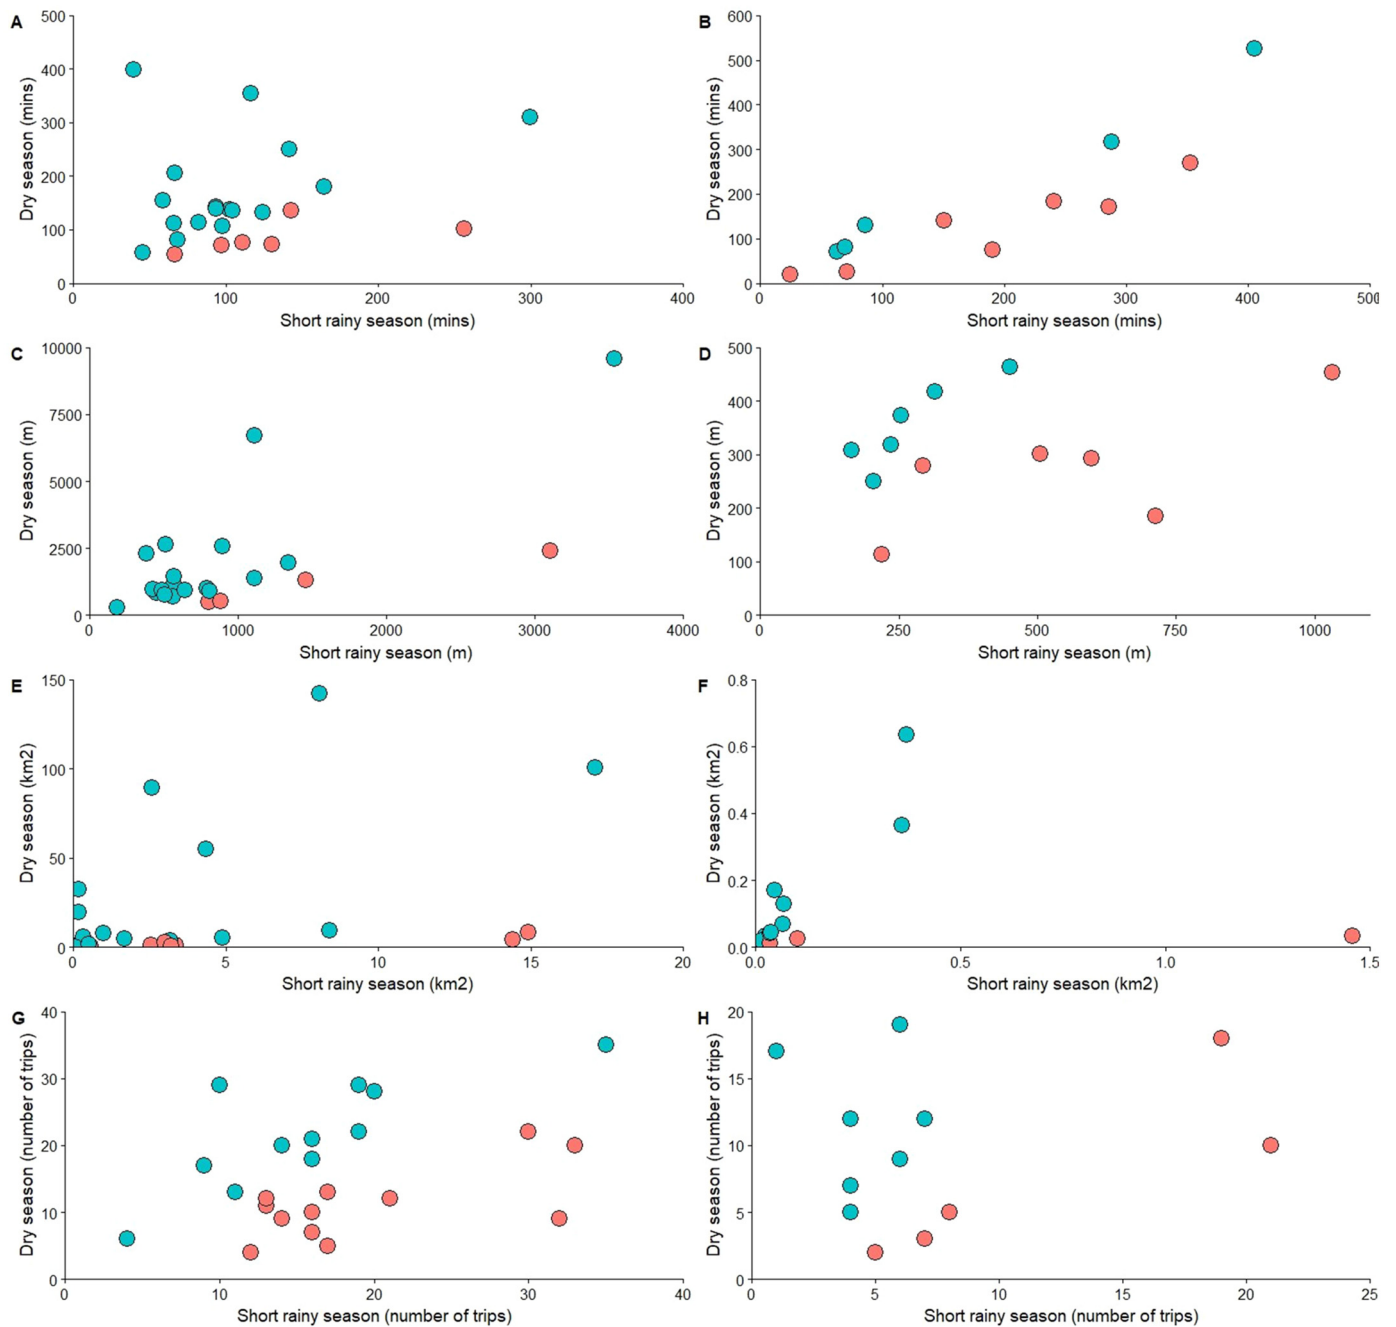 A
500
400
300
200
100
0
Dry season (mins)
0 100 200 300 400
Short rainy season (mins)
B
600
500
400
300
200
100
0
Dry season (mins)
0 100 200 300 400 500
Short rainy season (mins)
C
10000
7500
5000
2500
0
Dry season (m)
0 1000 2000 3000 4000
Short rainy season (m)
D
500
400
300
200
100
0
Dry season (m)
0 250 500 750 1000
Short rainy season (m)
E
150
100
50
0
Dry season (km2)
0 5 10 15 20
Short rainy season (km2)
F
0.8
0.6
0.4
0.2
0.0
Dry season (km2)
0.0 0.5 1.0 1.5
Short rainy season (km2)
G
40
30
20
10
0
Dry season (number of trips)
0 10 20 30 40
Short rainy season (number of trips)
H
20
15
10
5
0
Dry season (number of trips)
0 5 10 15 20 25
Short rainy season (number of trips)